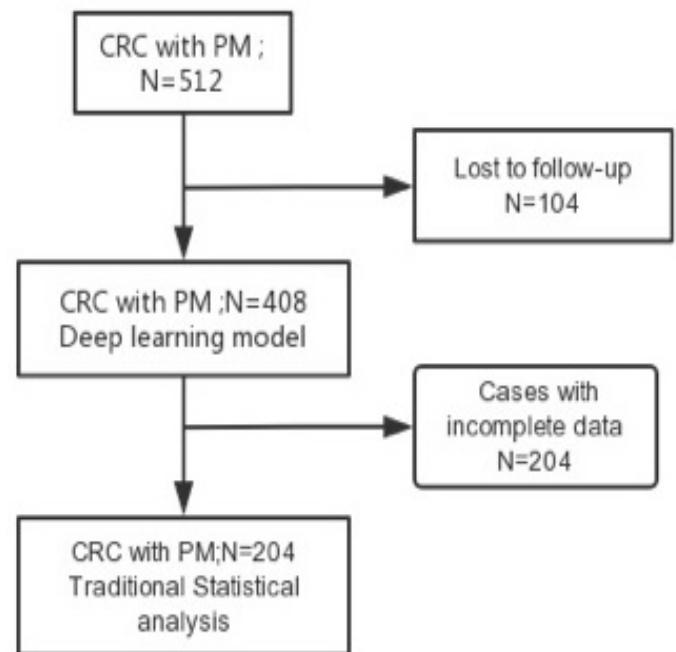 CRC with PM ;
N=512
Lost to follow-up
N=104
CRC with PM ;N=408
Deep learning model
Cases with
incomplete data
N=204
CRC with PM;N=204
Traditional Statistical
analysis